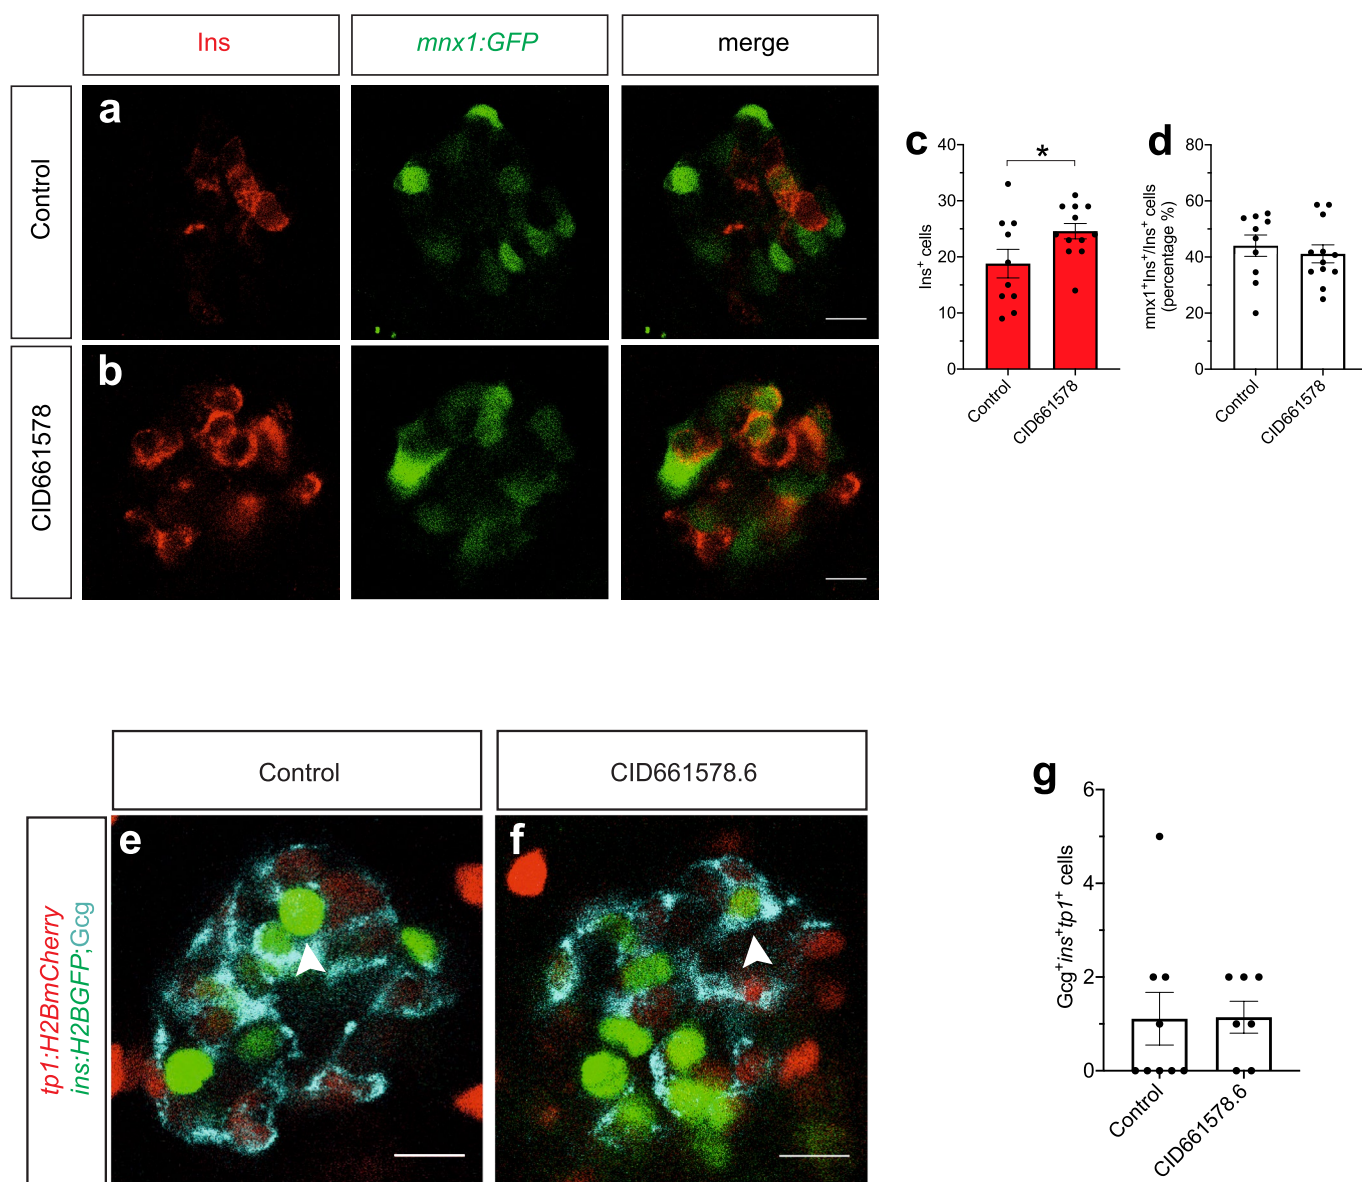 Ins
mnx1:GFP
merge
Control
a
CID661578
b
c
Ins⁺ cells
40
30
20
10
0
*
Control
CID661578
d
mnx1⁺Ins⁺/Ins⁺ cells
(percentage %)
80
60
40
20
0
Control
CID661578
Control
CID661578.6
tp1:H2BmCherry
ins:H2BGFP;Gcg
e
f
g
Gcg⁺ins⁺tp1⁺ cells
6
4
2
0
Control
CID661578.6